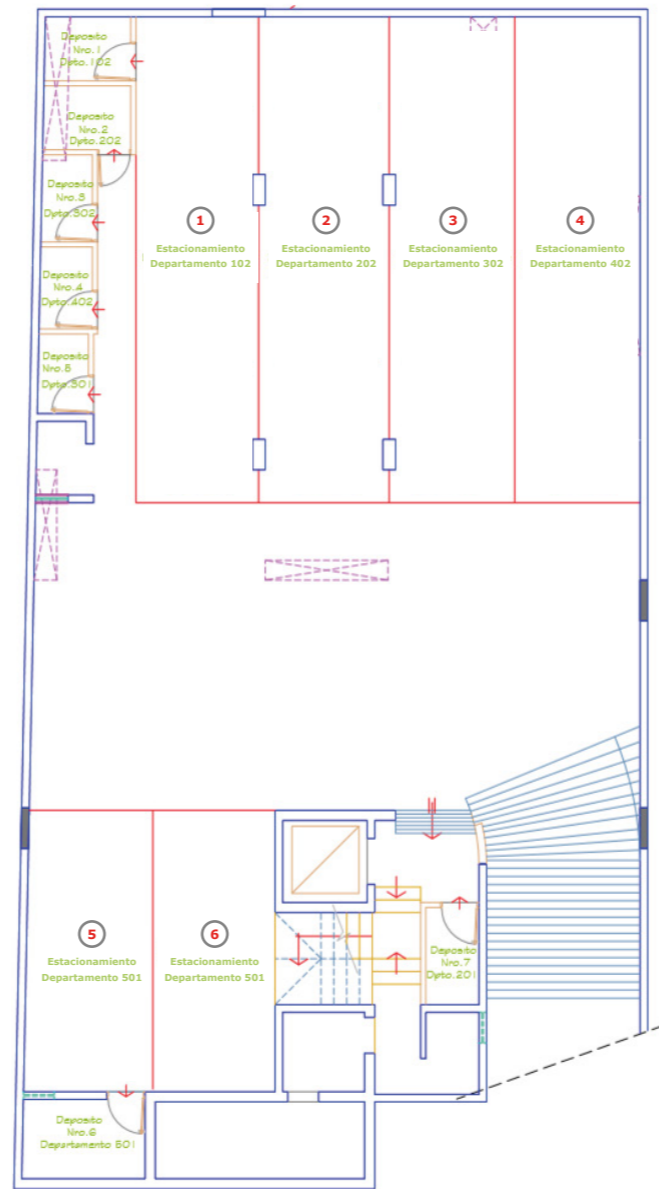 Deposito
Nro.1
Dpto.102
Deposito
Nro.2
Dpto.202
Deposito
Nro.3
Dpto.302
Deposito
Nro.4
Dpto.402
Deposito
Nro.5
Dpto.301
1
Estacionamiento
Departamento 102
2
Estacionamiento
Departamento 202
3
Estacionamiento
Departamento 302
4
Estacionamiento
Departamento 402
5
Estacionamiento
Departamento 501
6
Estacionamiento
Departamento 501
Deposito
Nro.7
Dpto.201
Deposito
Nro.6
Departamento 501